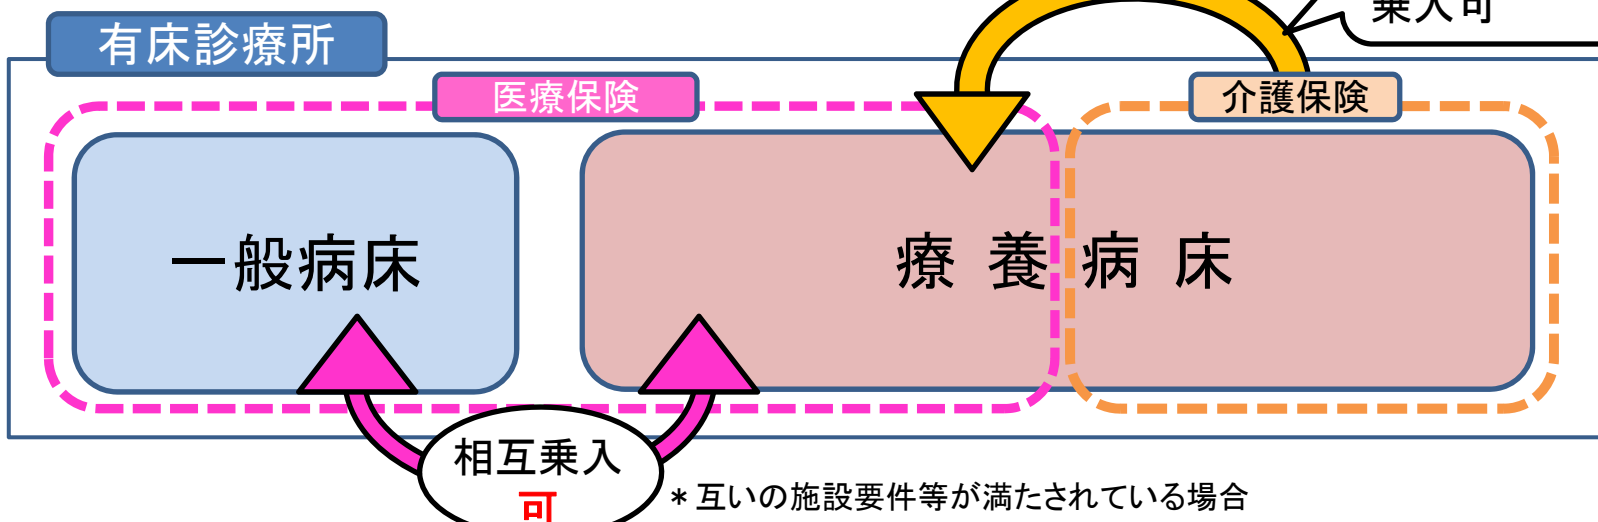 乗入可
有床診療所
医療保険
介護保険
一般病床
療養病床
相互乗入
可
＊互いの施設要件等が満たされている場合